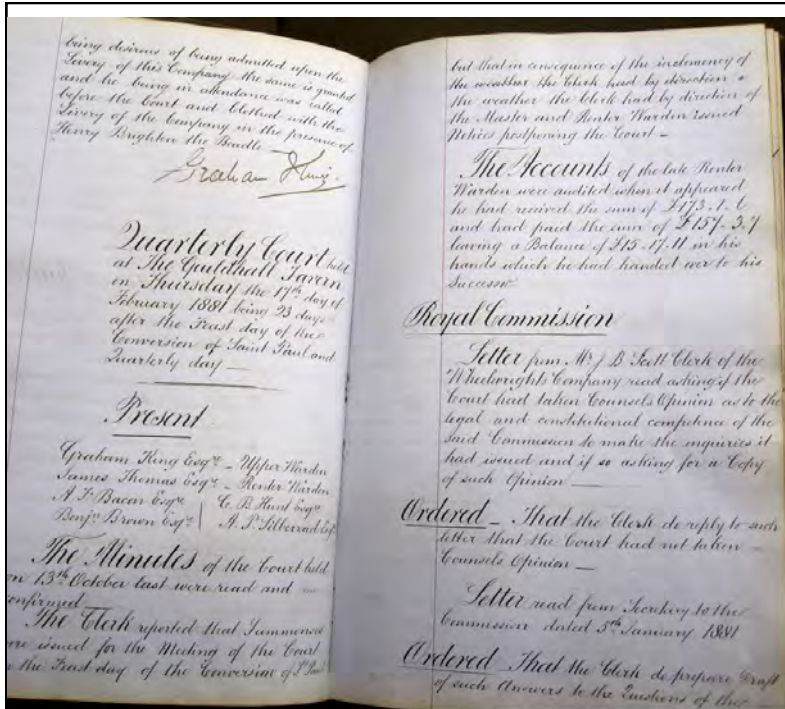 being desirous of being admitted upon the
Livery of this Company the same is granted
and he being in attendance was called
before the Court and Clothed with the
Livery of the Company in the presence of
Henry Brighton the Beadle
Graham King
Quarterly Court held
at The Guildhall Tavern
on Thursday the 17th day of
February 1881 being 23 days
after the Feast day of the
Conversion of Saint Paul and
Quarterly day —
Present
Graham King Esqre – Upper Warden
James Thomas Esqre – Renter Warden
Bacon Esqre C. B. Hunt Esqre
Benjn Brown Esqre A. P. Silberrad Esqre
The Minutes of the Court held
on 13th October last were read and —
confirmed
The Clerk reported that Summonses
were issued for the Meeting of the Court
on the Feast day of the Conversion of St Paul
but that in consequence of the inclemency of
the weather the Clerk had by direction o
the weather the Clerk had by direction of
the Master and Renter Warden issued
Notices postponing the Court –
The Accounts of the late Renter
Warden were audited when it appeared
he had received the sum of £173. 1. 6
and had paid the sum of £157. 3. 7
leaving a Balance of £15. 17. 11 in his
hands which he had handed over to his
Successor
Royal Commission
Letter from Mr J B Scott Clerk of the
Wheelwrights Company read asking if the
Court had taken Counsels Opinion as to the
legal and constitutional competence of the
said Commission to make the inquiries it
had issued and if so asking for a Copy
of such Opinion —
Ordered – That the Clerk do reply to such
letter that the Court had not taken —
Counsels Opinion —
Letter read from Secretary to the
Commission dated 5th January 1881
Ordered – That the Clerk do prepare Draft
of such Answers to the Questions of the —